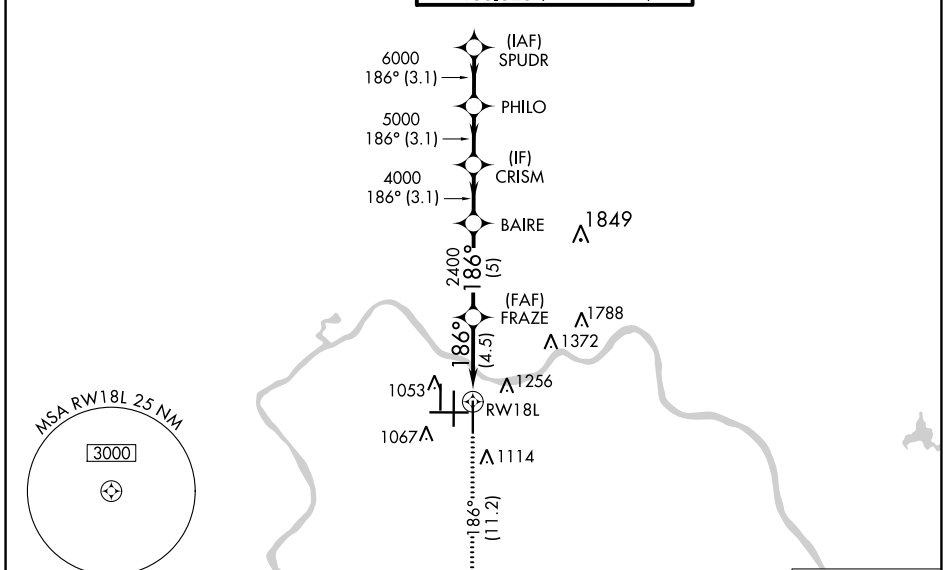 (IAF)
SPUDR
6000
186° (3.1)
PHILO
5000
186° (3.1)
(IF)
CRISM
4000
186° (3.1)
BAIRE
1849
2400
186°
(5)
(FAF)
FRAZE
1788
1372
186°
(4.5)
1053
1256
RW18L
1067
1114
186°
(11.2)
MSA RW18L 25 NM
3000